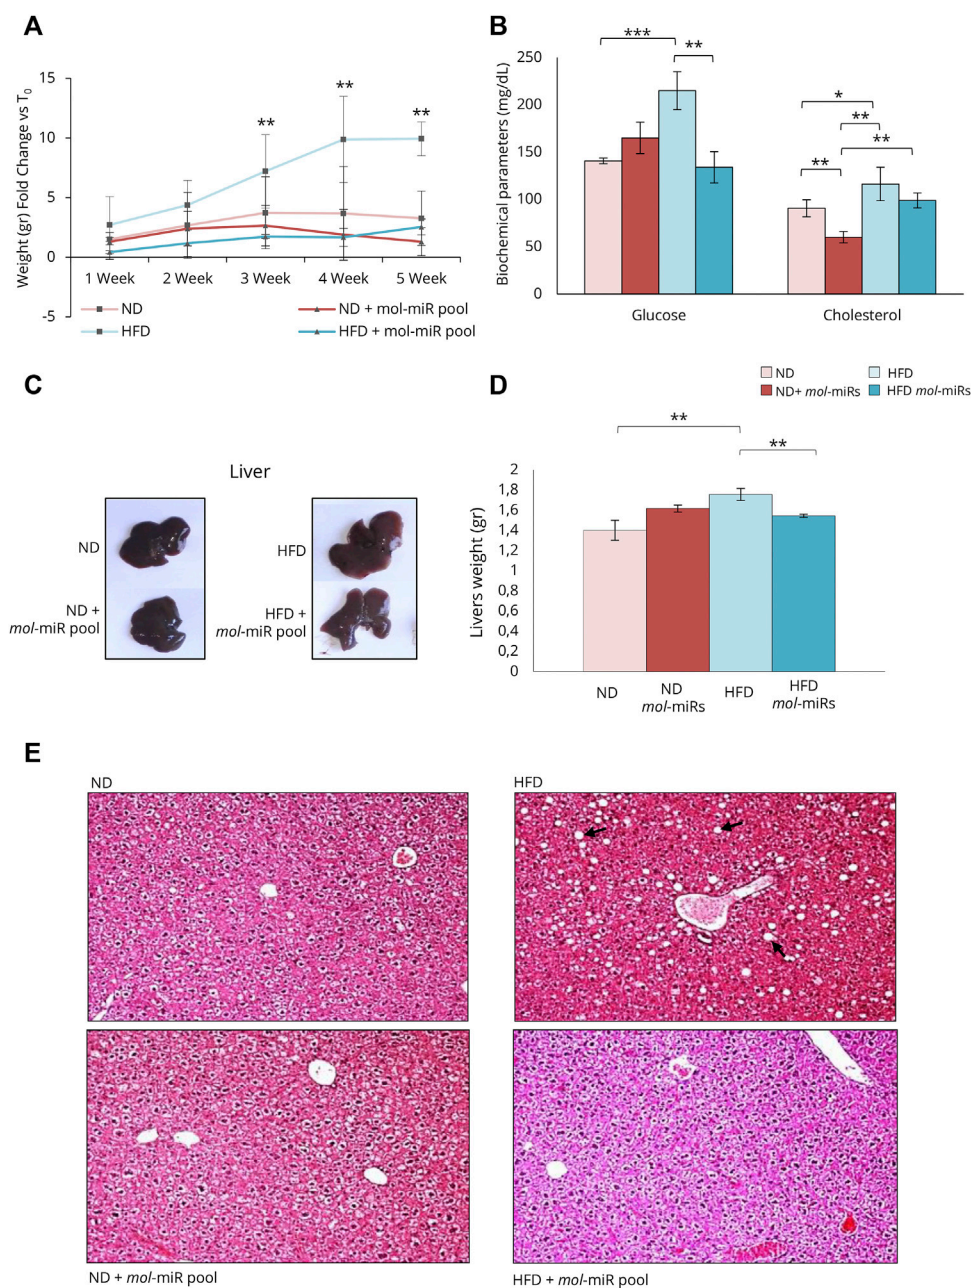 A
Weight (gr) Fold Change vs T0
15
10
5
0
-5
**
**
**
1 Week 2 Week 3 Week 4 Week 5 Week
ND ND + mol-miR pool
HFD HFD + mol-miR pool
B
Biochemical parameters (mg/dL)
250
200
150
100
50
0
***
**
*
**
**
**
Glucose Cholesterol
ND HFD
ND+ mol-miRs HFD mol-miRs
C
Liver
ND
ND +
mol-miR pool
HFD
HFD +
mol-miR pool
D
Livers weight (gr)
2
1,8
1,6
1,4
1,2
1
0,8
0,6
0,4
0,2
0
**
**
ND
ND
mol-miRs
HFD
HFD
mol-miRs
E
ND
HFD
ND + mol-miR pool
HFD + mol-miR pool